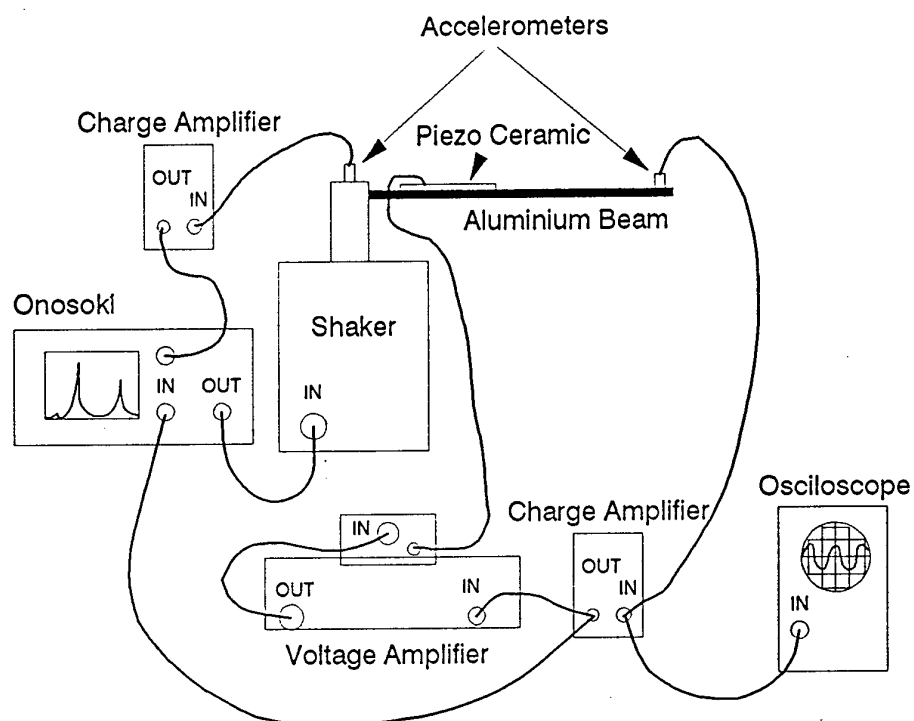 Accelerometers
Charge Amplifier
Piezo Ceramic
OUT
IN
Aluminium Beam
Onosoki
Shaker
IN
OUT
IN
Osciloscope
Charge Amplifier
IN
OUT
IN
OUT
IN
IN
Voltage Amplifier